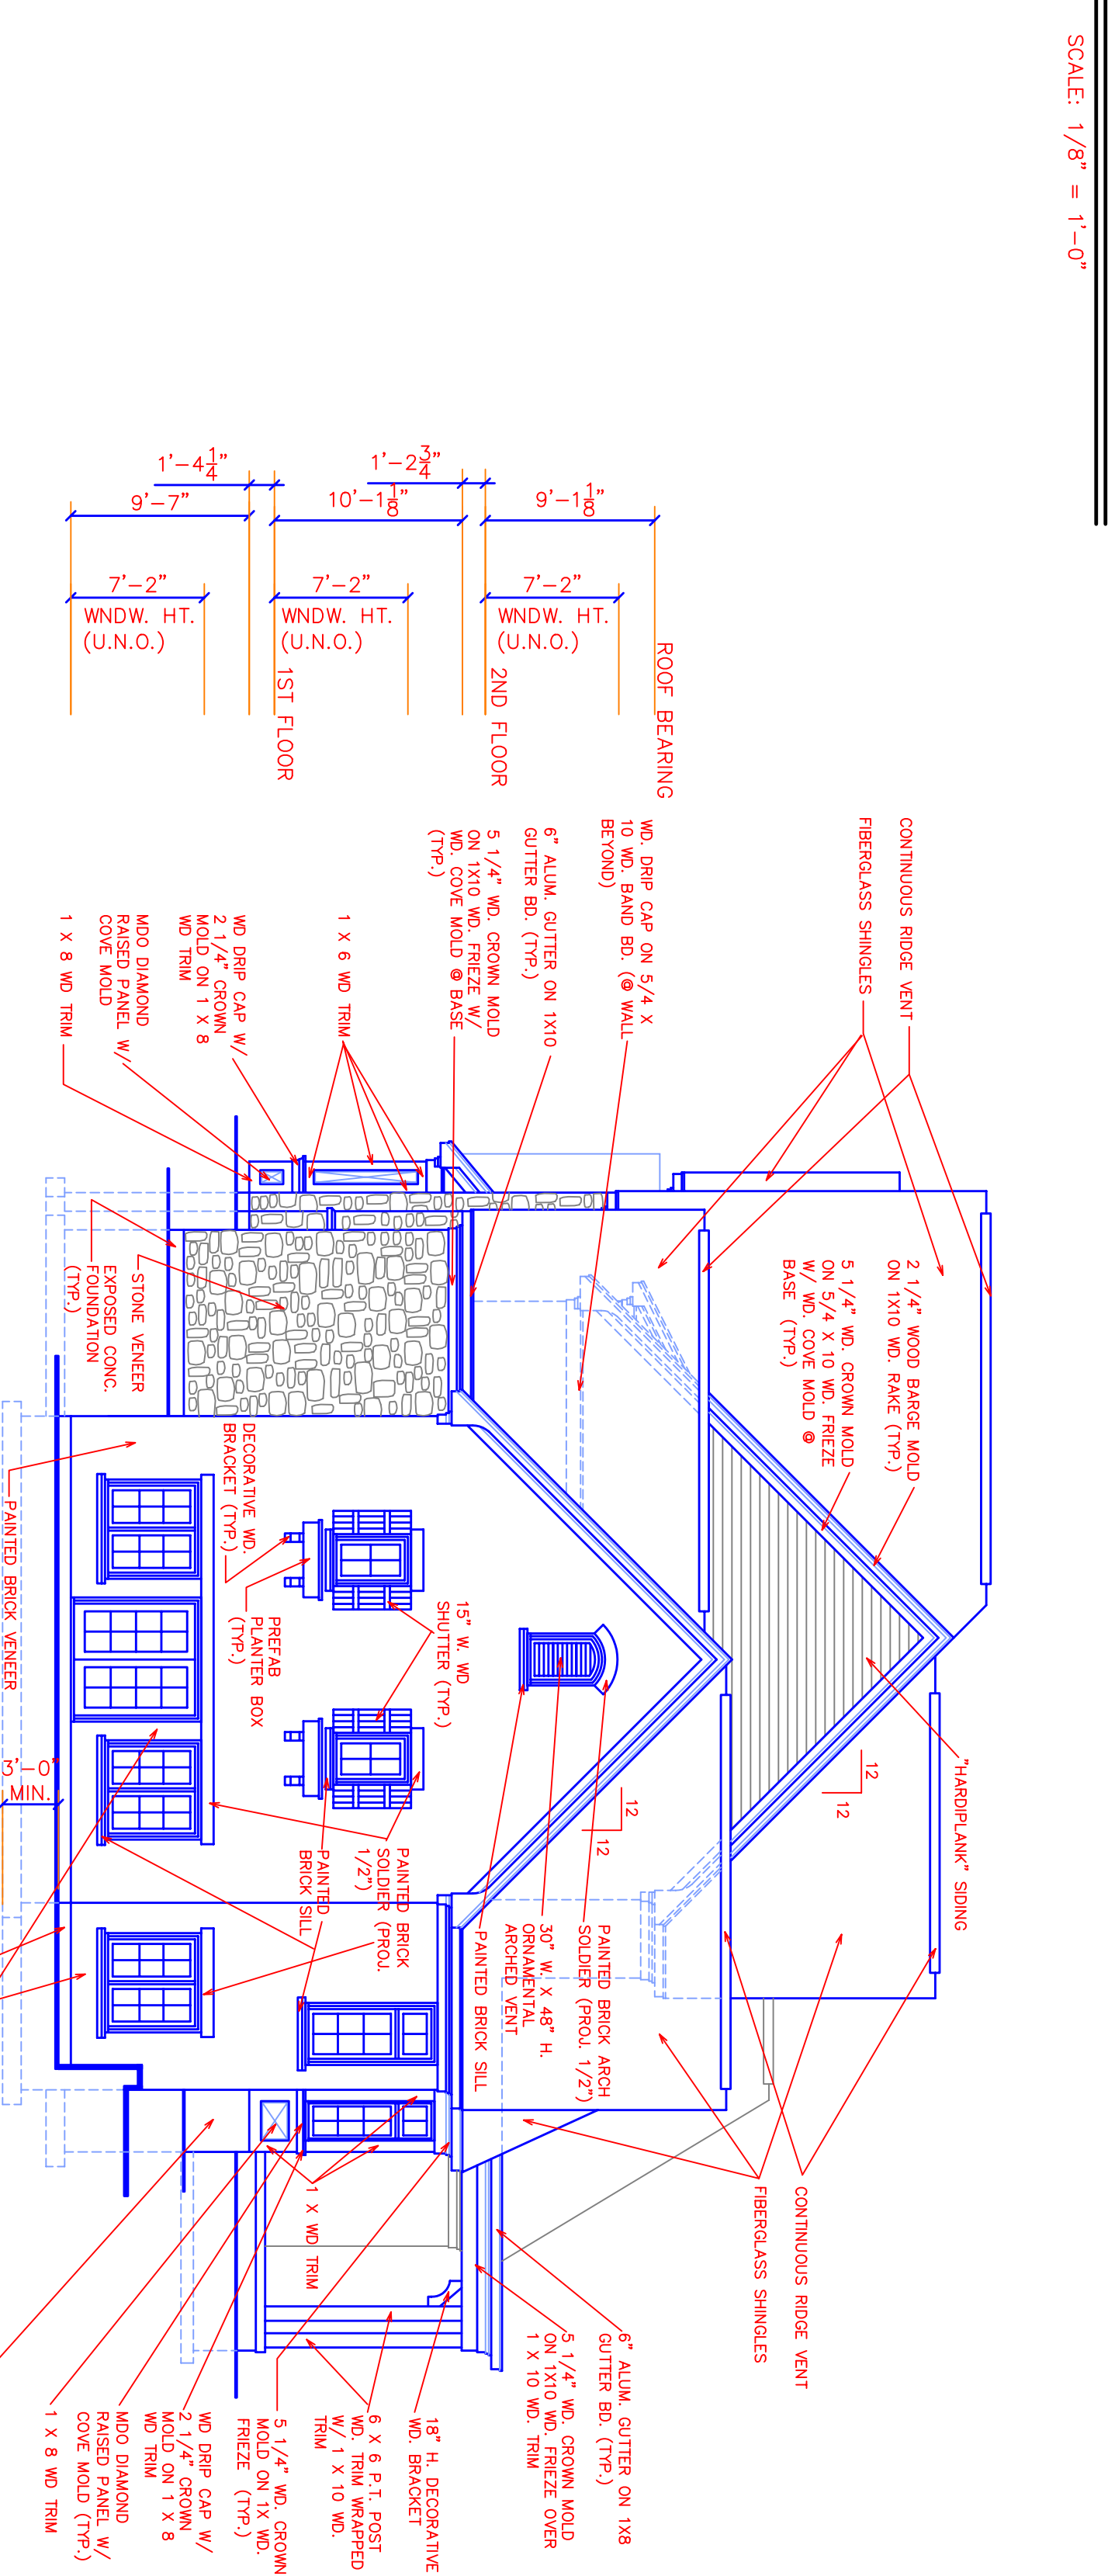 SCALE: 1/8" = 1'-0"
ROOF BEARING
9'-1 1/8"
7'-2"
WNDW. HT.
(U.N.O.)
2ND FLOOR
1'-2 3/4"
10'-1 1/8"
7'-2"
WNDW. HT.
(U.N.O.)
1ST FLOOR
1'-4 1/4"
9'-7"
7'-2"
WNDW. HT.
(U.N.O.)
CONTINUOUS RIDGE VENT
FIBERGLASS SHINGLES
WD. DRIP CAP ON 5/4 X
10 WD. BAND BD. (@ WALL
BEYOND)
6" ALUM. GUTTER ON 1X10
GUTTER BD. (TYP.)
5 1/4" WD. CROWN MOLD
ON 1X10 WD. FRIEZE W/
WD. COVE MOLD @ BASE
(TYP.)
1 X 6 WD TRIM
WD DRIP CAP W/
2 1/4" CROWN
MOLD ON 1 X 8
WD TRIM
MDO DIAMOND
RAISED PANEL W/
COVE MOLD
1 X 8 WD TRIM
2 1/4" WOOD BARGE MOLD
ON 1X10 WD. RAKE (TYP.)
5 1/4" WD. CROWN MOLD
ON 5/4 X 10 WD. FRIEZE
W/ WD. COVE MOLD @
BASE (TYP.)
STONE VENEER
EXPOSED CONC.
FOUNDATION
(TYP.)
DECORATIVE WD.
BRACKET (TYP.)
PAINTED BRICK VENEER
15" W. WD
SHUTTER (TYP.)
PREFAB
PLANTER BOX
(TYP.)
"HARDIPLANK" SIDING
12
12
12
12
3'-0"
MIN.
PAINTED BRICK
SOLDIER (PROJ.
1/2")
PAINTED
BRICK SILL
PAINTED BRICK ARCH
SOLDIER (PROJ. 1/2")
30" W. X 48" H.
ORNAMENTAL
ARCHED VENT
PAINTED BRICK SILL
CONTINUOUS RIDGE VENT
FIBERGLASS SHINGLES
1 X WD TRIM
6" ALUM. GUTTER ON 1X8
GUTTER BD. (TYP.)
5 1/4" WD. CROWN MOLD
ON 1X10 WD. FRIEZE OVER
1 X 10 WD. TRIM
18" H. DECORATIVE
WD. BRACKET
6 X 6 P.T. POST
WD. TRIM WRAPPED
W/ 1 X 10 WD.
TRIM
5 1/4" WD. CROWN
MOLD ON 1X WD.
FRIEZE (TYP.)
WD DRIP CAP W/
2 1/4" CROWN
MOLD ON 1 X 8
WD TRIM
MDO DIAMOND
RAISED PANEL W/
COVE MOLD (TYP.)
1 X 8 WD TRIM